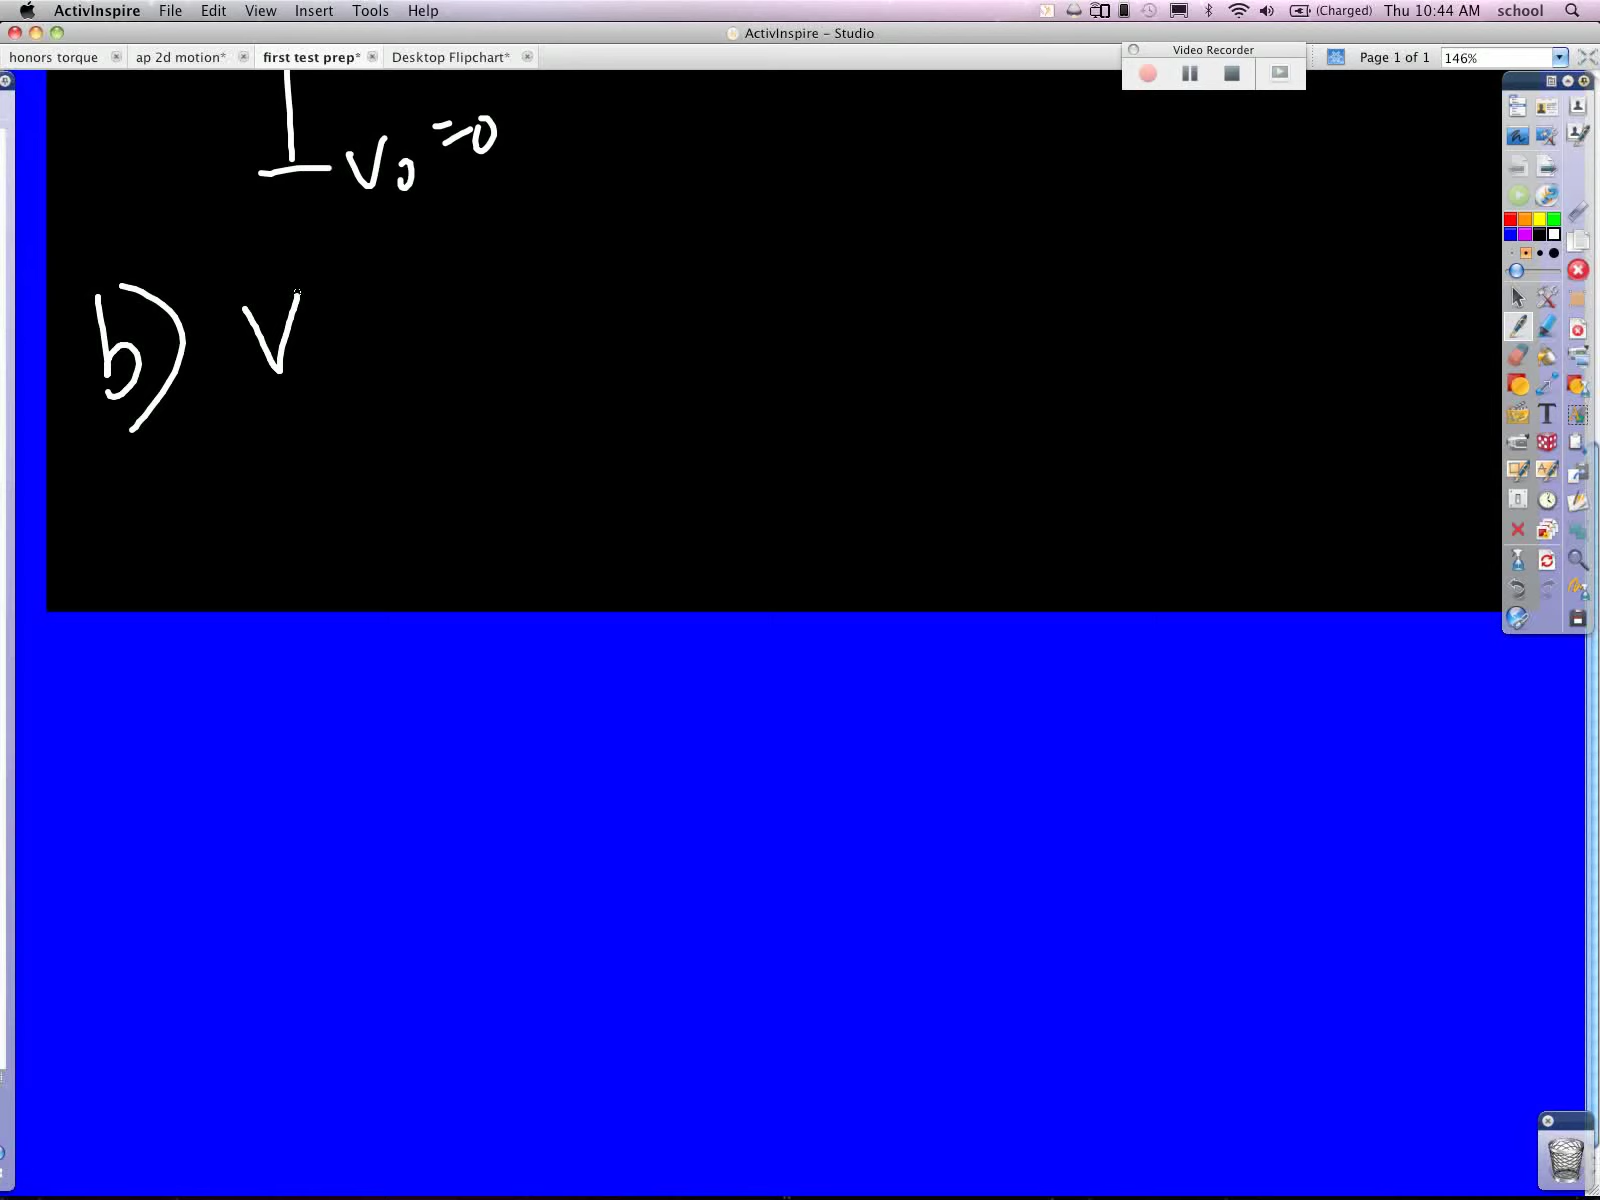 ActivInspire File Edit View Insert Tools Help (Charged) Thu 10:44 AM school
ActivInspire – Studio
honors torque ap 2d motion* first test prep* Desktop Flipchart* Video Recorder Page 1 of 1 146%
V0 =0
b) V